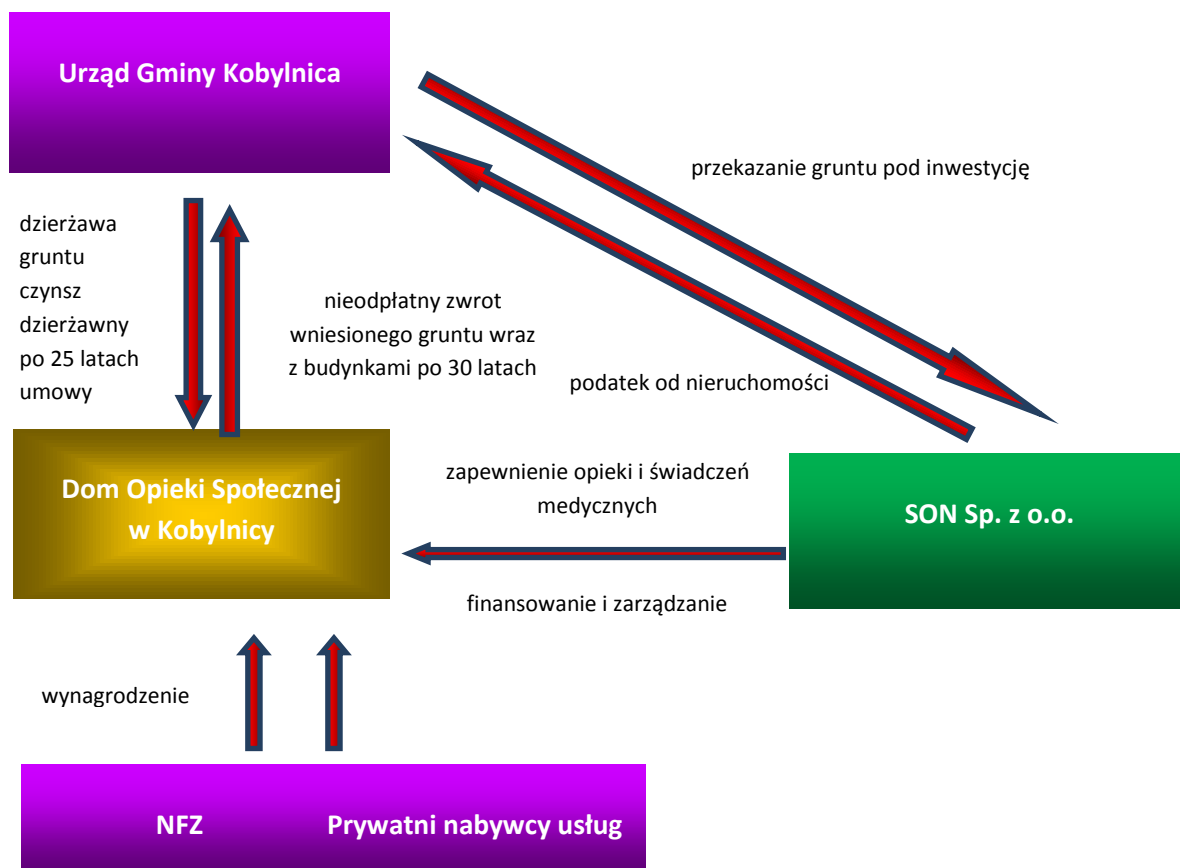 Urząd Gminy Kobylnica
przekazanie gruntu pod inwestycję
dzierżawa
gruntu
czynsz
dzierżawny
po 25 latach
umowy
nieodpłatny zwrot
wniesionego gruntu wraz
z budynkami po 30 latach
podatek od nieruchomości
Dom Opieki Społecznej
w Kobylnicy
zapewnienie opieki i świadczeń
medycznych
SON Sp. z o.o.
finansowanie i zarządzanie
wynagrodzenie
NFZ
Prywatni nabywcy usług